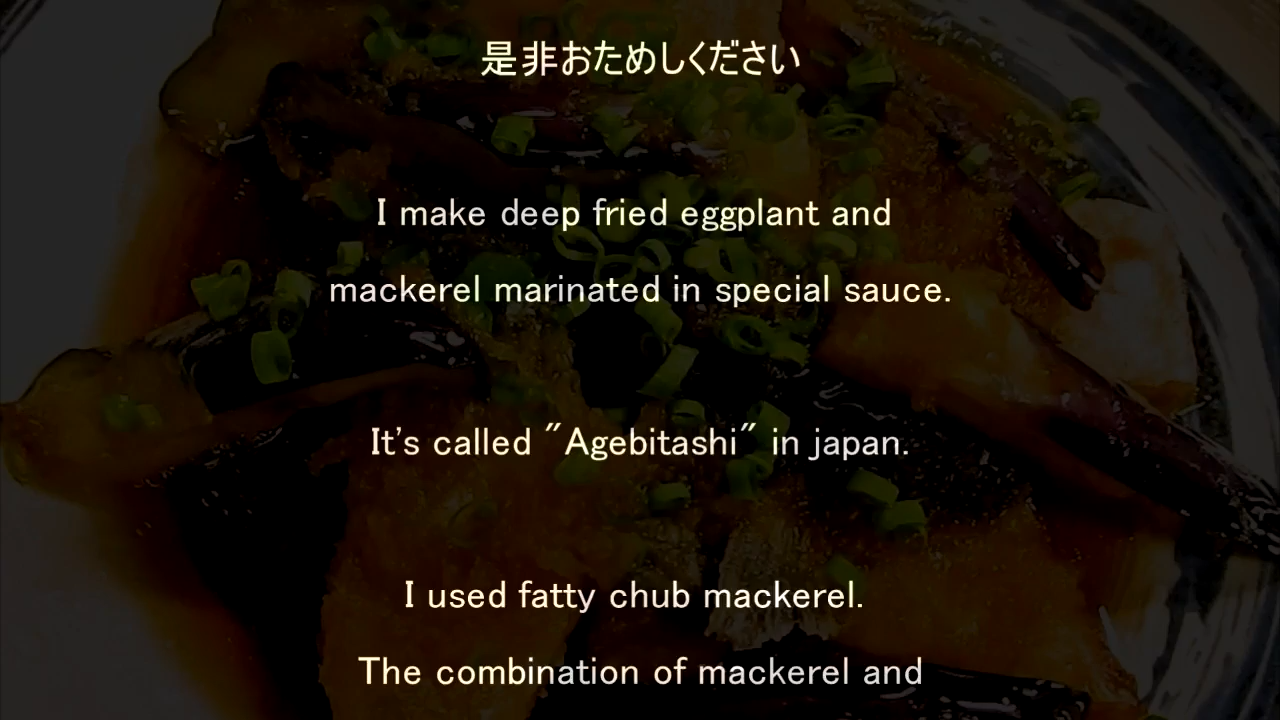 是非おためしください
I make deep fried eggplant and
mackerel marinated in special sauce.
It's called "Agebitashi" in japan.
I used fatty chub mackerel.
The combination of mackerel and